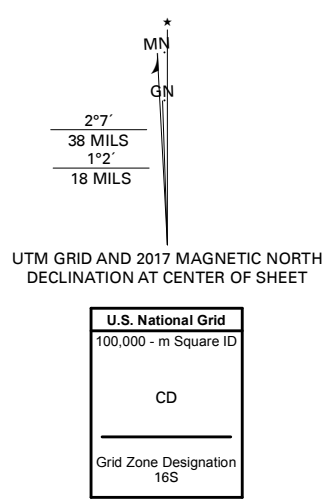 MN
GN
2°7´
38 MILS
1°2´
18 MILS
UTM GRID AND 2017 MAGNETIC NORTH
DECLINATION AT CENTER OF SHEET
U.S. National Grid
100,000 - m Square ID
CD
Grid Zone Designation
16S